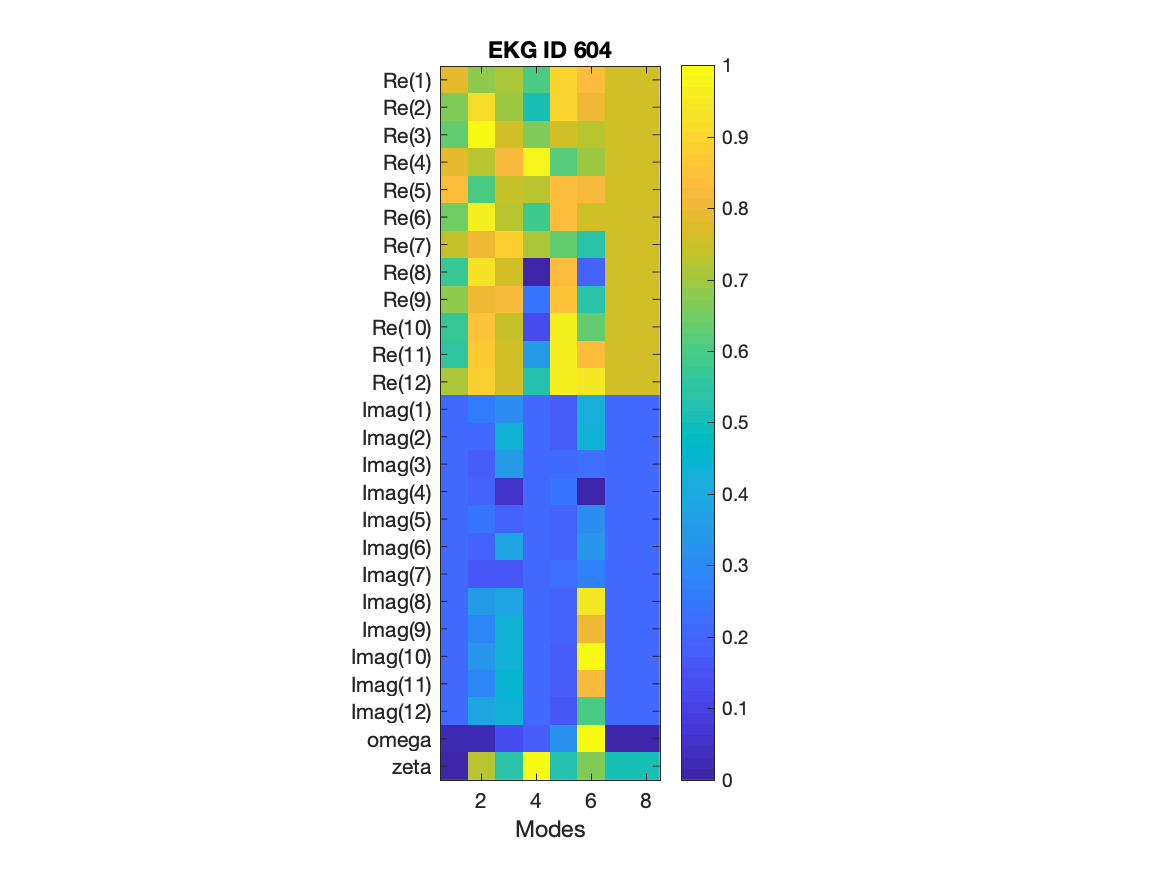 EKG ID 604
Re(1)
Re(2)
Re(3)
Re(4)
Re(5)
Re(6)
Re(7)
Re(8)
Re(9)
Re(10)
Re(11)
Re(12)
Imag(1)
Imag(2)
Imag(3)
Imag(4)
Imag(5)
Imag(6)
Imag(7)
Imag(8)
Imag(9)
Imag(10)
Imag(11)
Imag(12)
omega
zeta
2 4 6 8
Modes
1
0.9
0.8
0.7
0.6
0.5
0.4
0.3
0.2
0.1
0